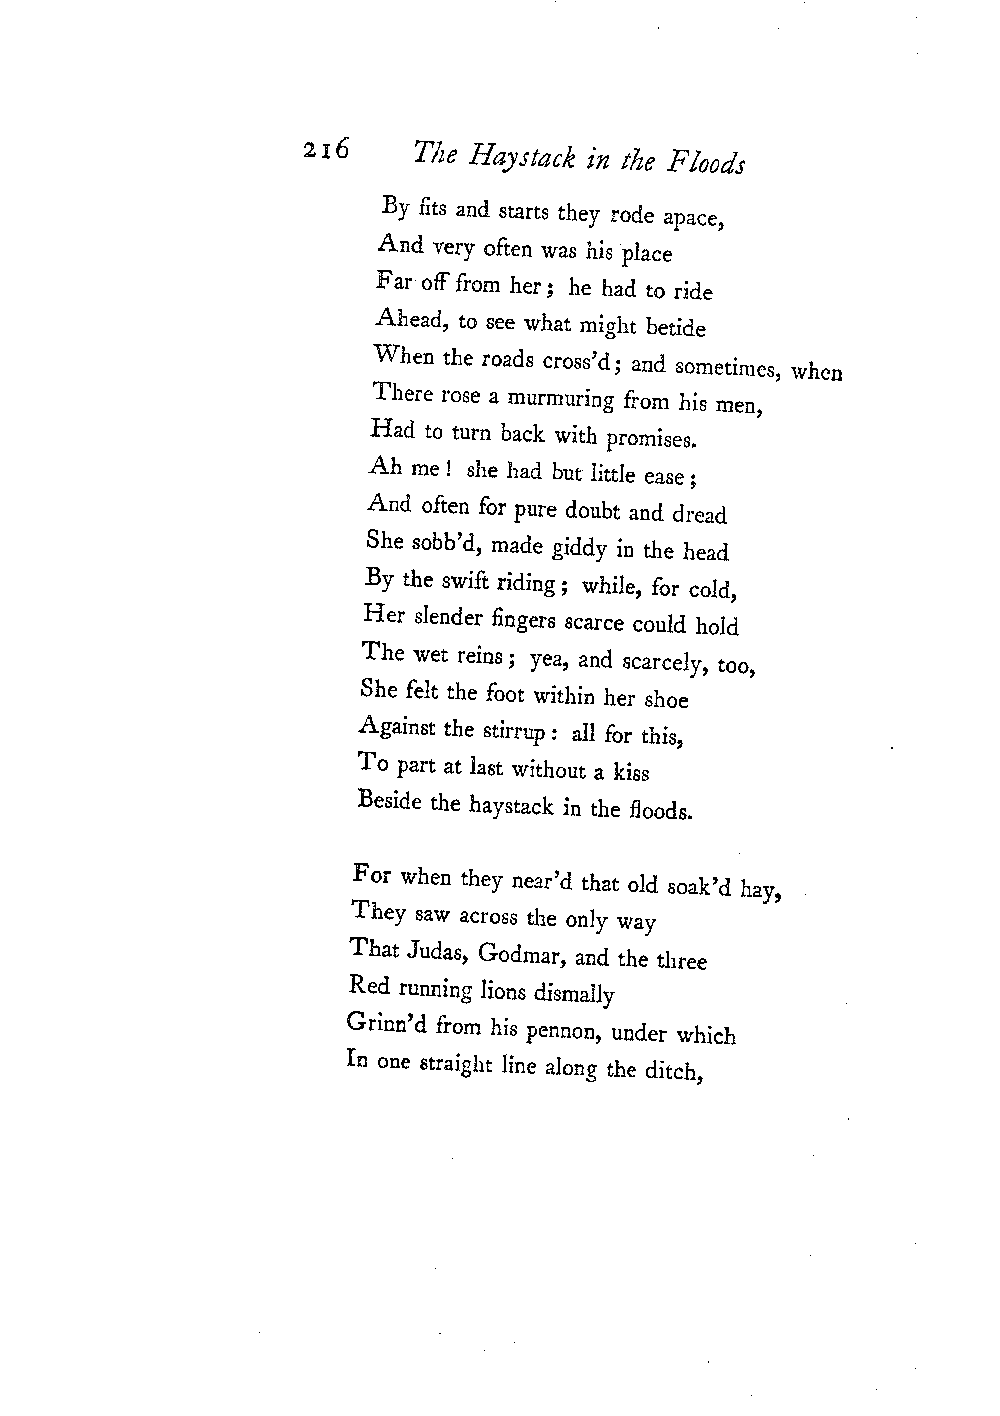 216 The Haystack in the Floods
By fits and starts they rode apace,
And very often was his place
Far off from her; he had to ride
Ahead, to see what might betide
When the roads cross'd; and sometimes, when
There rose a murmuring from his men,
Had to turn back with promises.
Ah me! she had but little ease;
And often for pure doubt and dread
She sobb'd, made giddy in the head
By the swift riding; while, for cold,
Her slender fingers scarce could hold
The wet reins; yea, and scarcely, too,
She felt the foot within her shoe
Against the stirrup: all for this,
To part at last without a kiss
Beside the haystack in the floods.

For when they near'd that old soak'd hay,
They saw across the only way
That Judas, Godmar, and the three
Red running lions dismally
Grinn'd from his pennon, under which
In one straight line along the ditch,